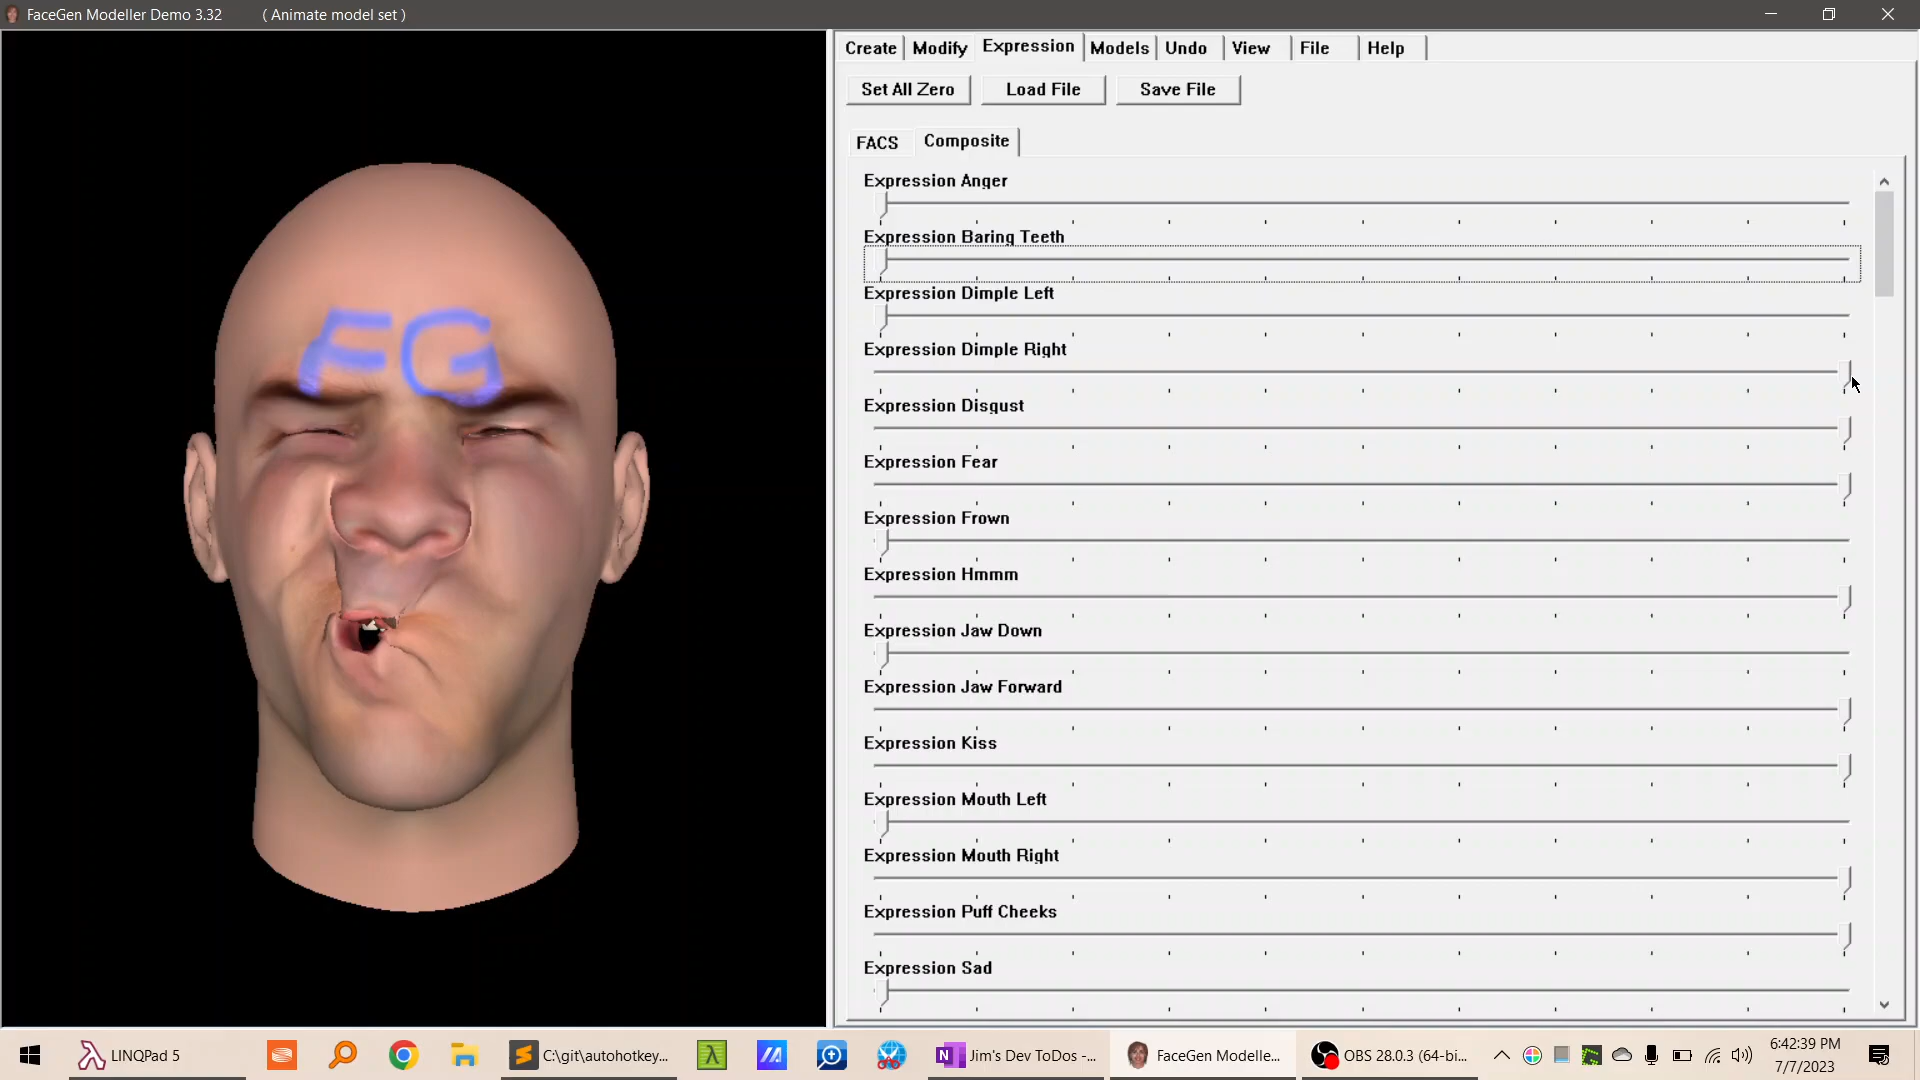 FaceGen Modeller Demo 3.32 ( Animate model set )
Create Modify Expression Models Undo View File Help
Set All Zero Load File Save File
FACS Composite
Expression Anger
Expression Baring Teeth
Expression Dimple Left
Expression Dimple Right
Expression Disgust
Expression Fear
Expression Frown
Expression Hmmm
Expression Jaw Down
Expression Jaw Forward
Expression Kiss
Expression Mouth Left
Expression Mouth Right
Expression Puff Cheeks
Expression Sad
FG
LINQPad 5 C:\git\autohotkey... Jim's Dev ToDos -... FaceGen Modelle... OBS 28.0.3 (64-bi... 6:42:39 PM
7/7/2023